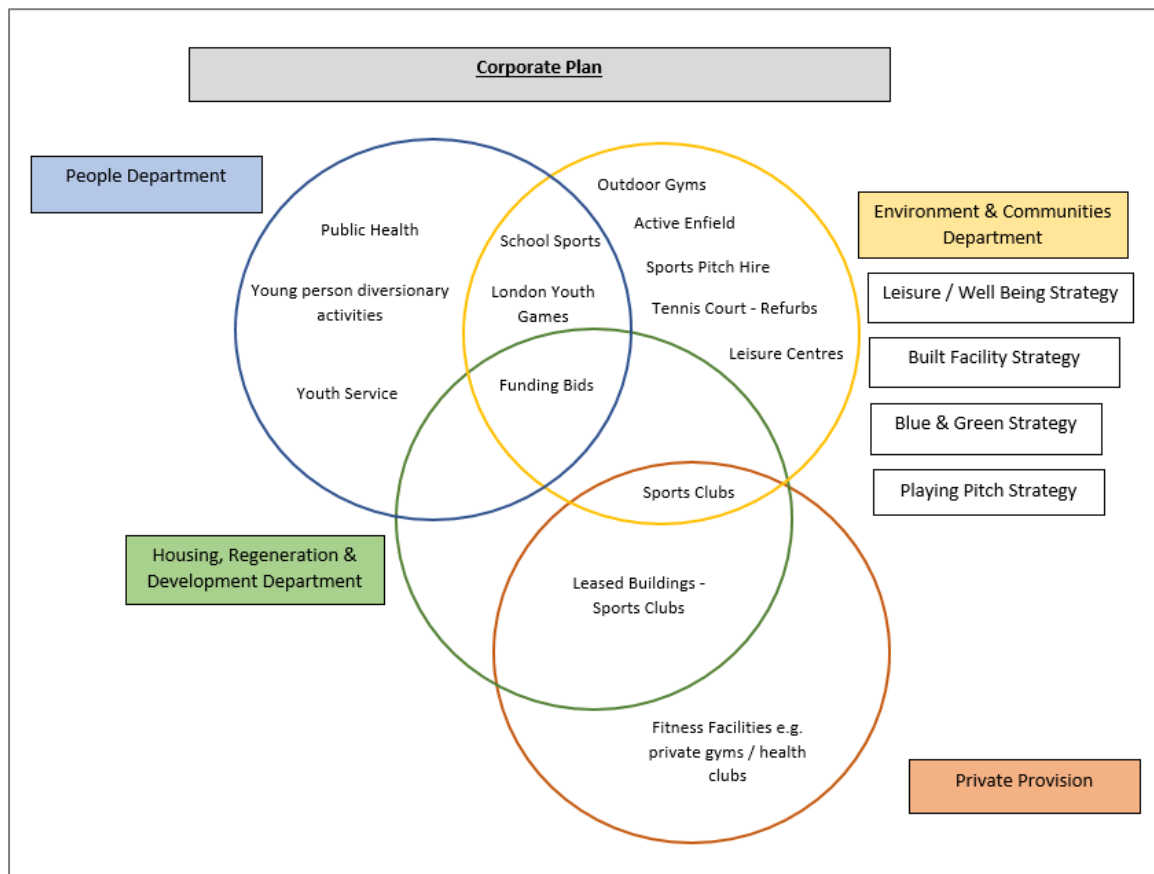 Corporate Plan
People Department
Outdoor Gyms
Environment & Communities
Department
Public Health
Active Enfield
School Sports
Sports Pitch Hire
Leisure / Well Being Strategy
Young person diversionary
activities
London Youth
Games
Tennis Court - Refurbs
Leisure Centres
Built Facility Strategy
Youth Service
Funding Bids
Blue & Green Strategy
Sports Clubs
Playing Pitch Strategy
Housing, Regeneration &
Development Department
Leased Buildings -
Sports Clubs
Fitness Facilities e.g.
private gyms / health
clubs
Private Provision